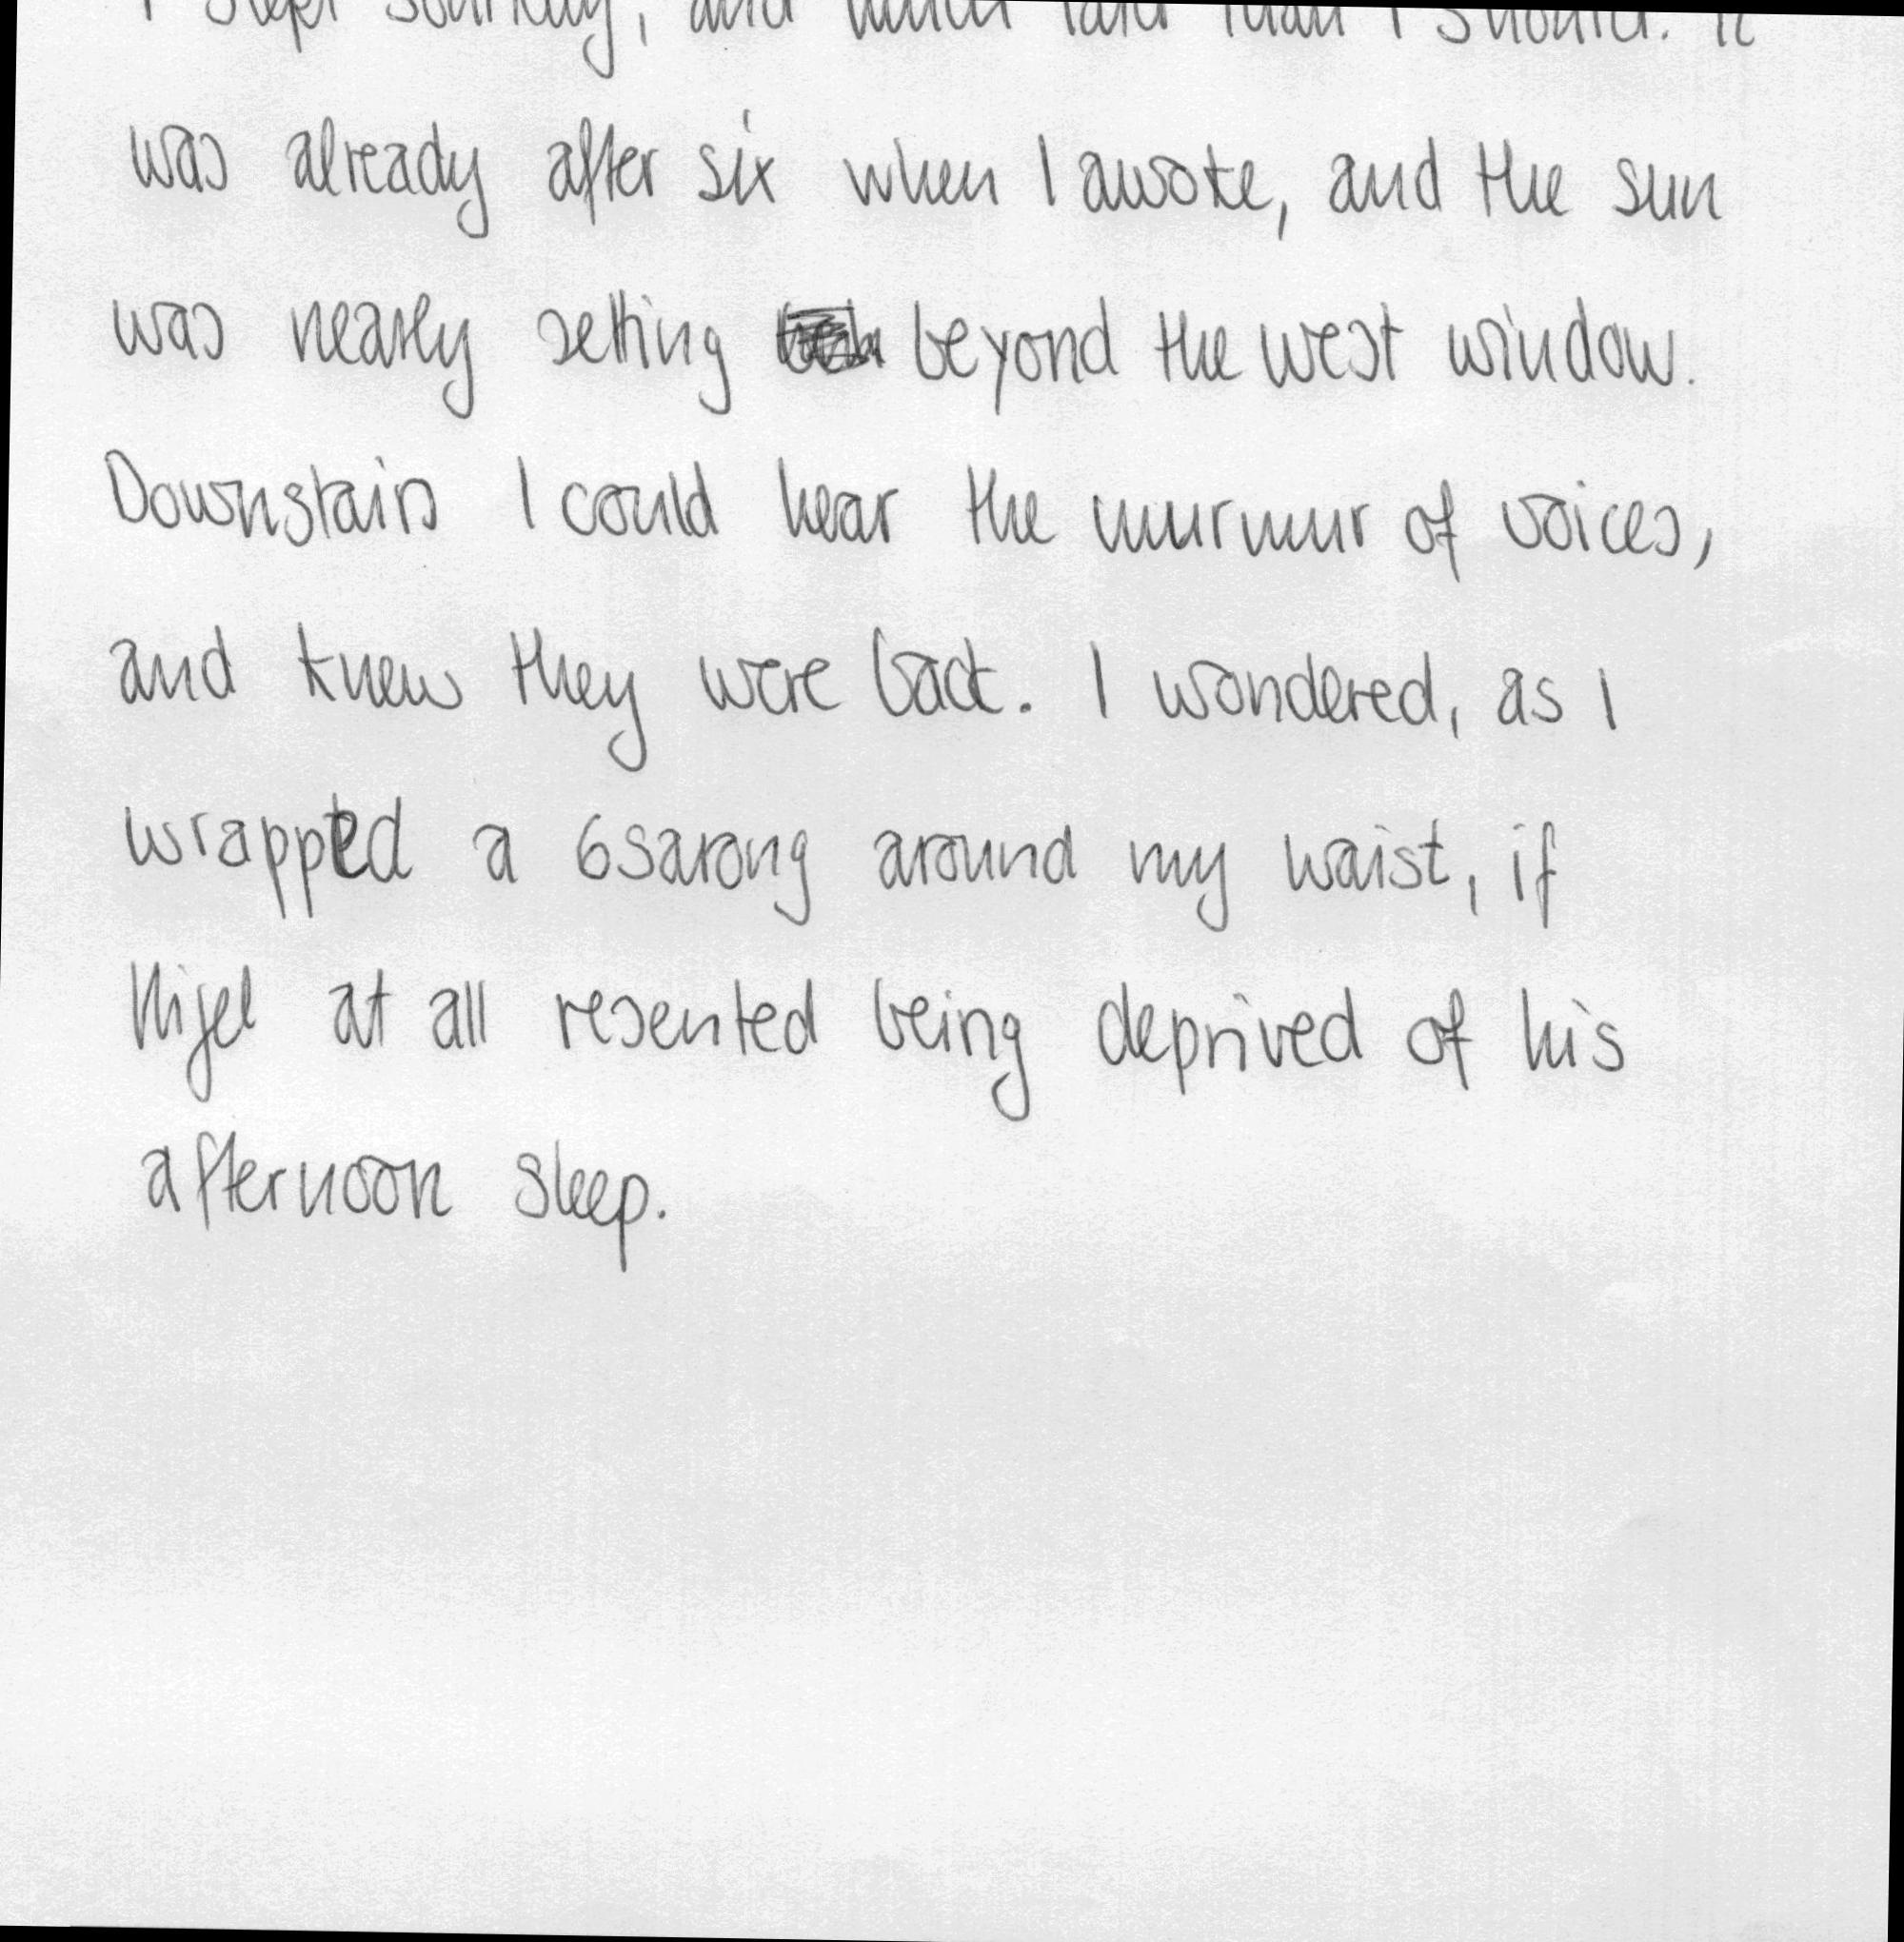 I slept soundly, and much later than I should. It
was already after six when I awoke, and the sun
was nearly setting beyond the west window.
Downstairs I could hear the murmur of voices,
and knew they were back. I wondered, as I
wrapped a 6sarong around my waist, if
Nigel at all resented being deprived of his
afternoon sleep.